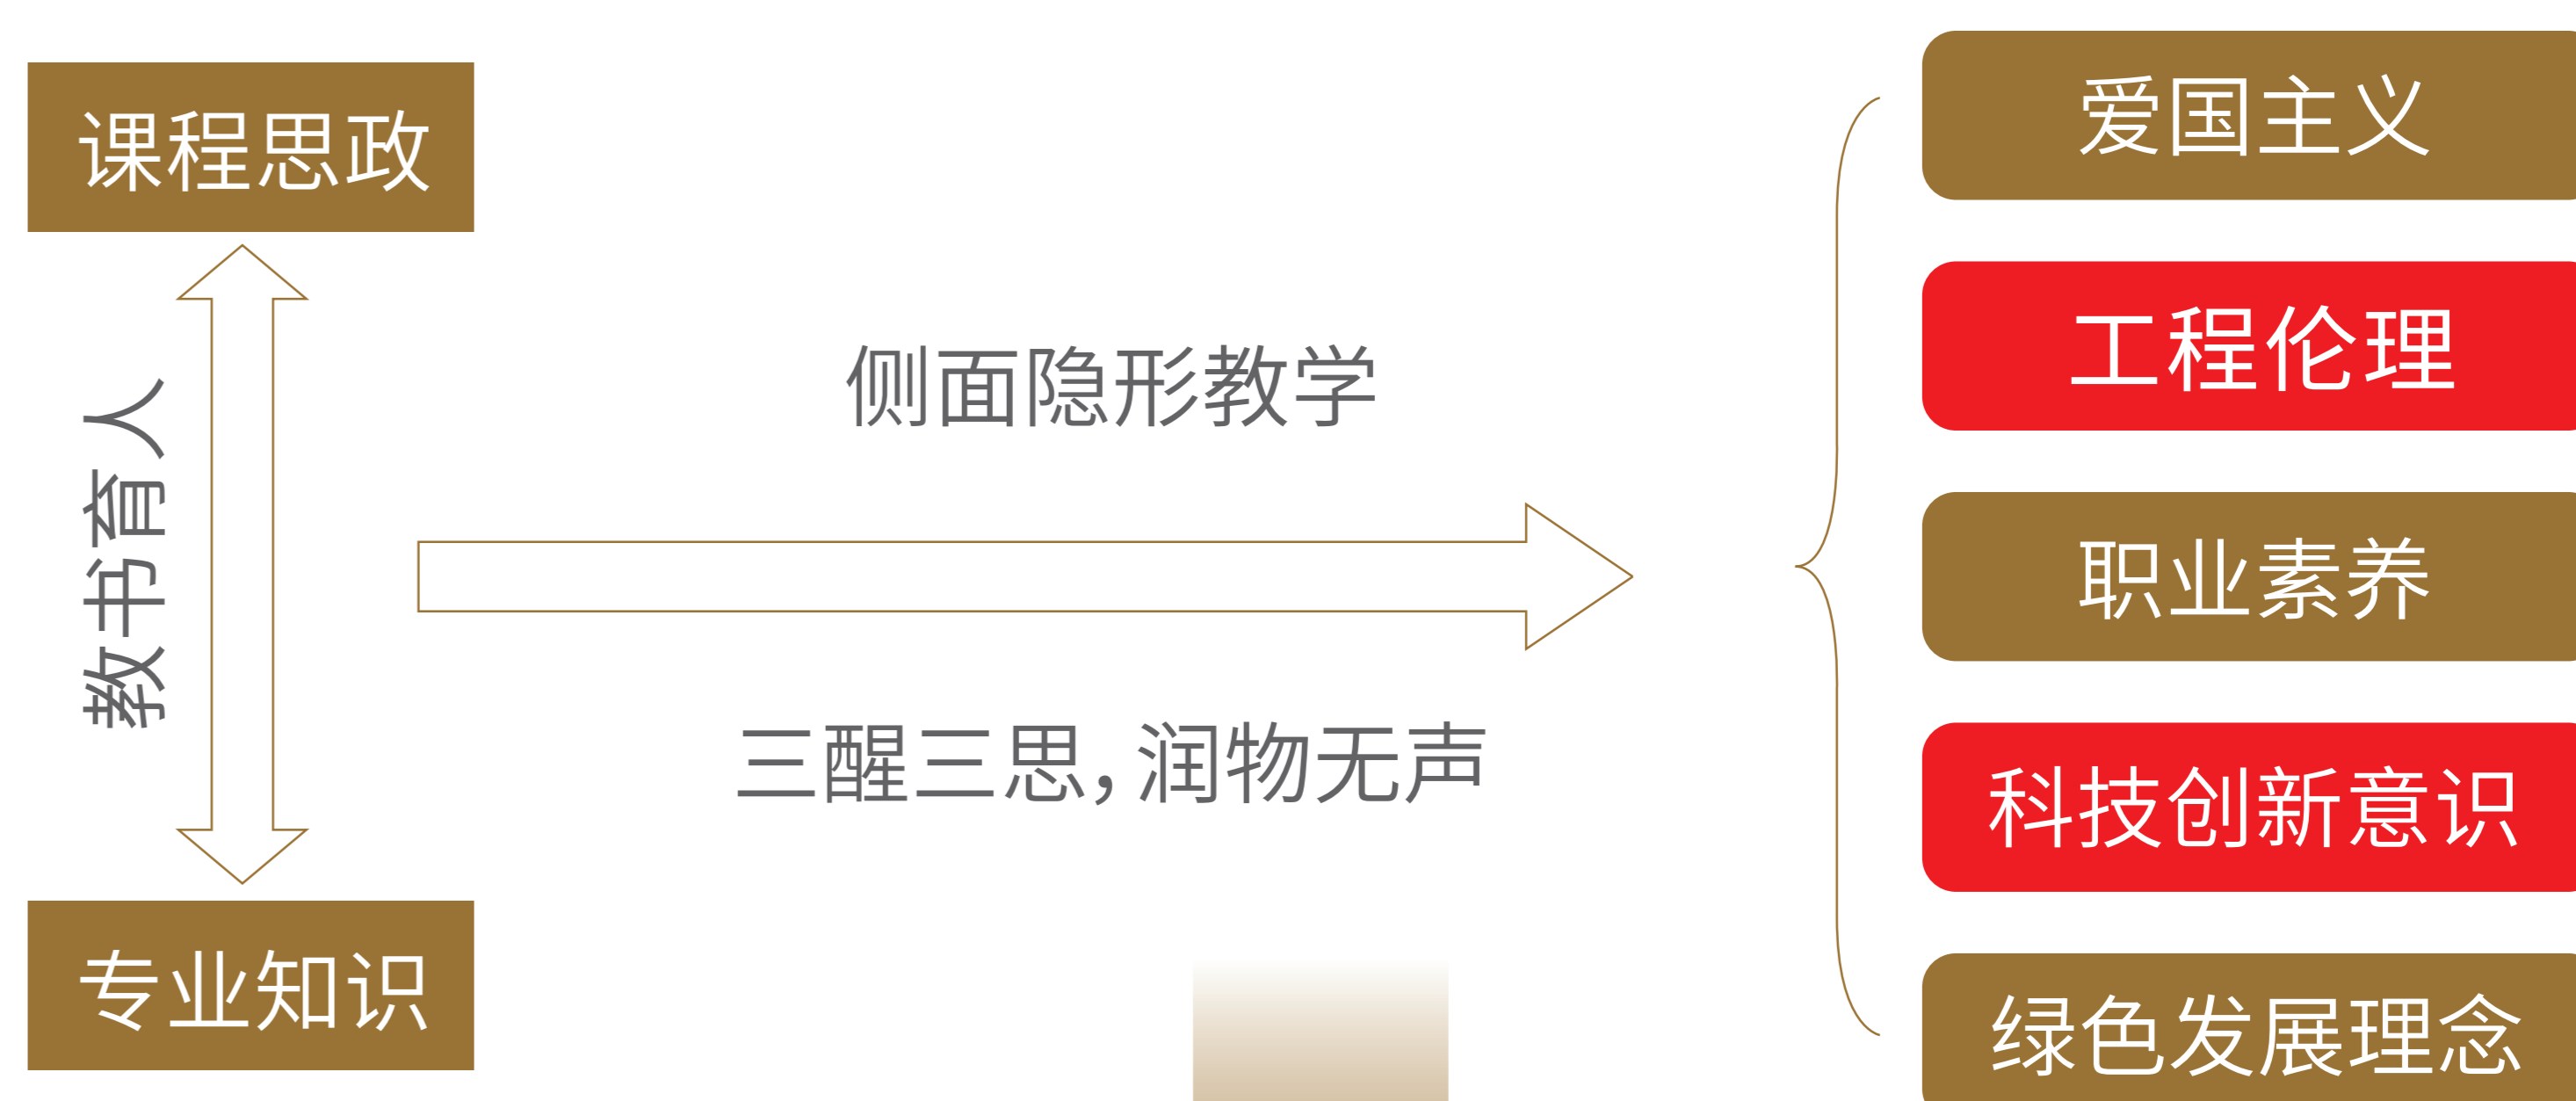 课程思政
教书育人
专业知识
侧面隐形教学
三醒三思，润物无声
爱国主义
工程伦理
职业素养
科技创新意识
绿色发展理念